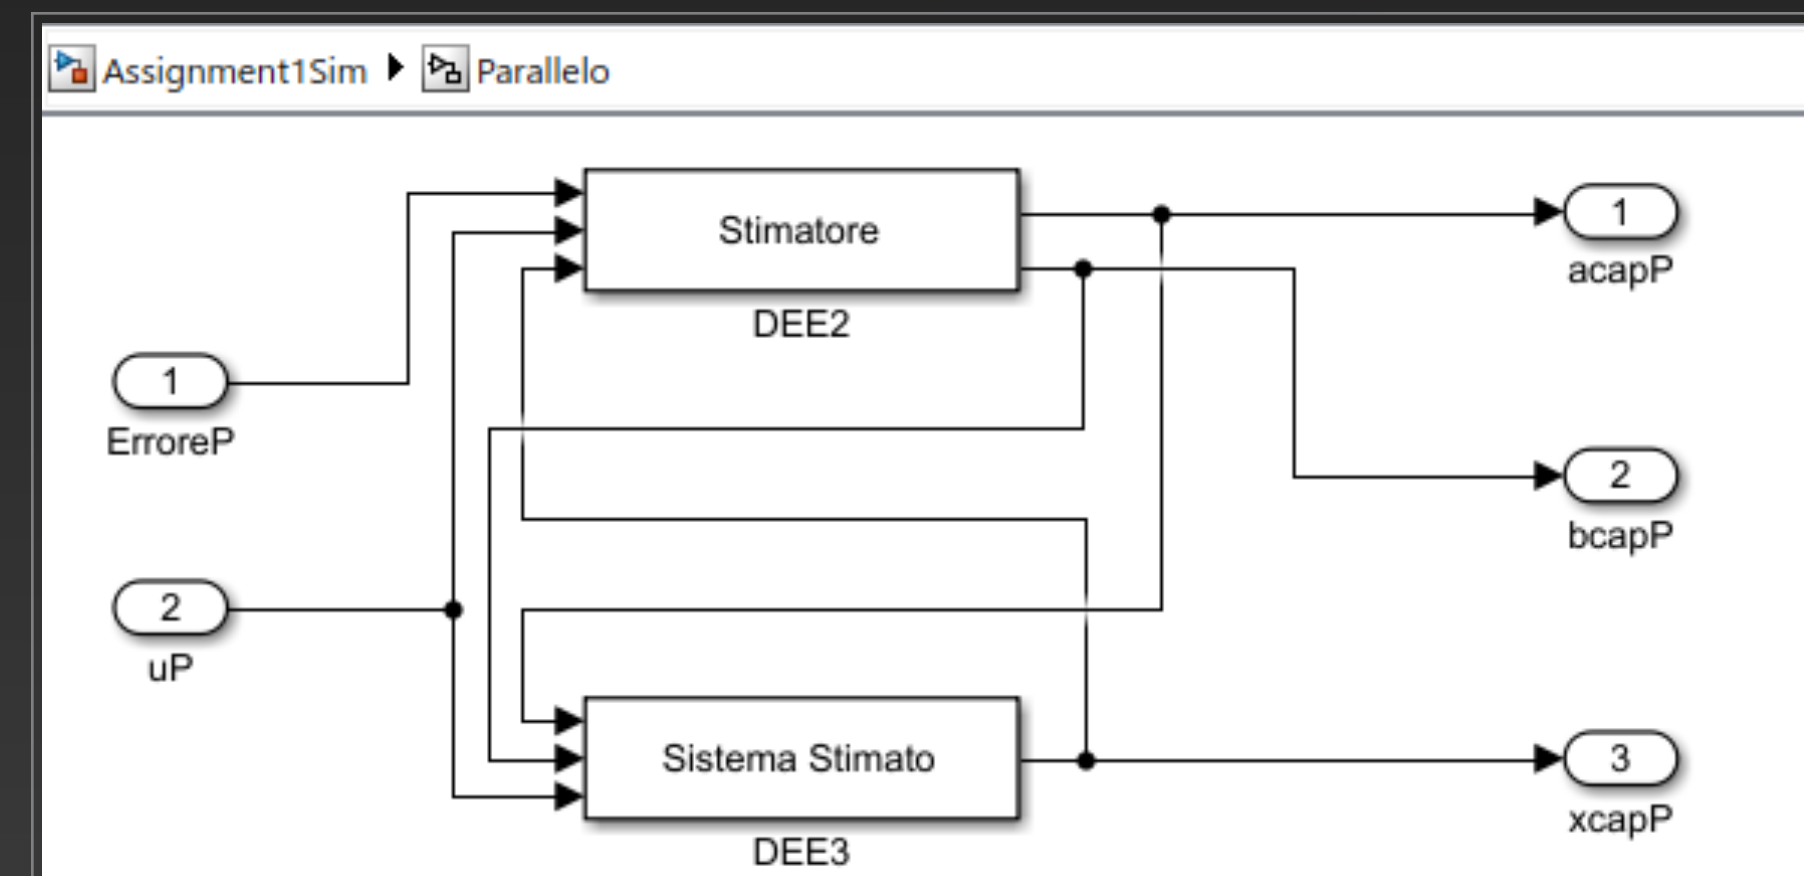 Assignment1Sim Parallelo
Stimatore
DEE2
1
acapP
1
ErroreP
2
bcapP
2
uP
Sistema Stimato
DEE3
3
xcapP